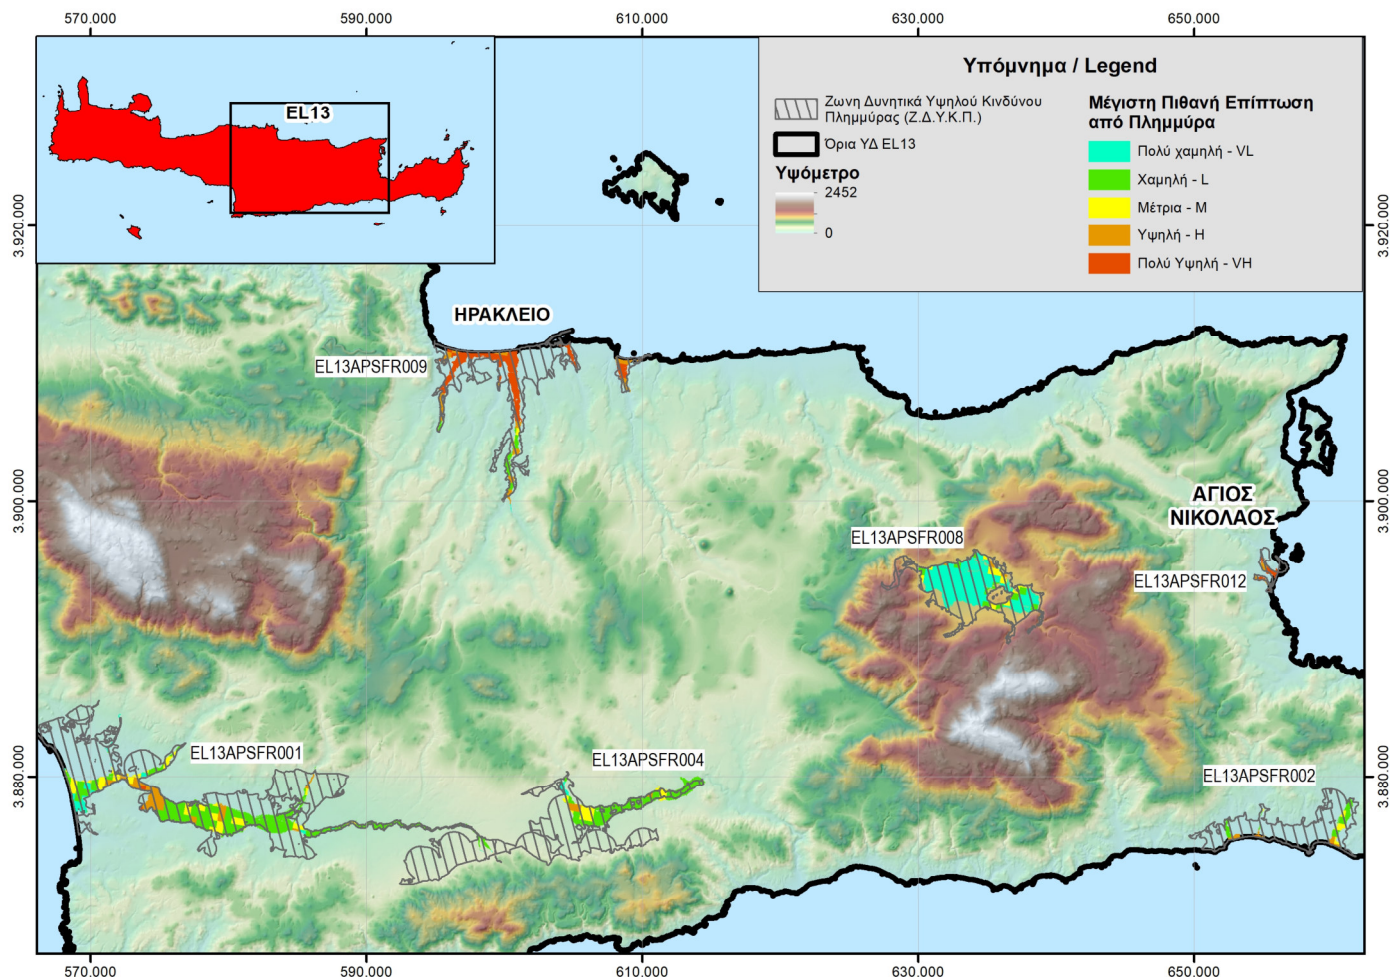 570.000
590.000
610.000
630.000
650.000
EL13
Υπόμνημα / Legend
Ζωνη Δυνητικά Υψηλού Κινδύνου
Πλημμύρας (Ζ.Δ.Υ.Κ.Π.)
Όρια ΥΔ EL13
Υψόμετρο
2452
0
Μέγιστη Πιθανή Επίπτωση
από Πλημμύρα
Πολύ χαμηλή - VL
Χαμηλή - L
Μέτρια - M
Υψηλή - H
Πολύ Υψηλή - VH
3.920.000
3.920.000
ΗΡΑΚΛΕΙΟ
EL13APSFR009
3.900.000
3.900.000
ΑΓΙΟΣ
ΝΙΚΟΛΑΟΣ
EL13APSFR008
EL13APSFR012
EL13APSFR001
EL13APSFR004
EL13APSFR002
3.880.000
3.880.000
570.000
590.000
610.000
630.000
650.000